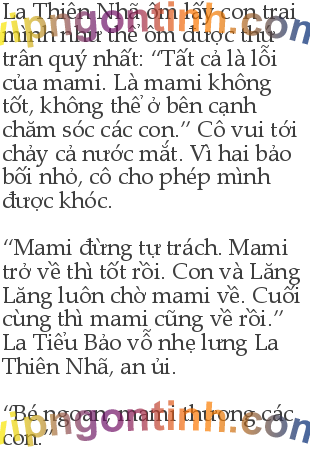 La Thiên Nhã ôm lấy con trai
mình như thể ôm được thứ
trân quý nhất: “Tất cả là lỗi
của mami. Là mami không
tốt, không thể ở bên cạnh
chăm sóc các con.” Cô vui tới
chảy cả nước mắt. Vì hai bảo
bối nhỏ, cô cho phép mình
được khóc.
“Mami đừng tự trách. Mami
trở về thì tốt rồi. Con và Lăng
Lăng luôn chờ mami về. Cuối
cùng thì mami cũng về rồi.”
La Tiểu Bảo vỗ nhẹ lưng La
Thiên Nhã, an ủi.
“Bé ngoan, mami thương các
con.”
vipngontinh.com
vipngontinh.com